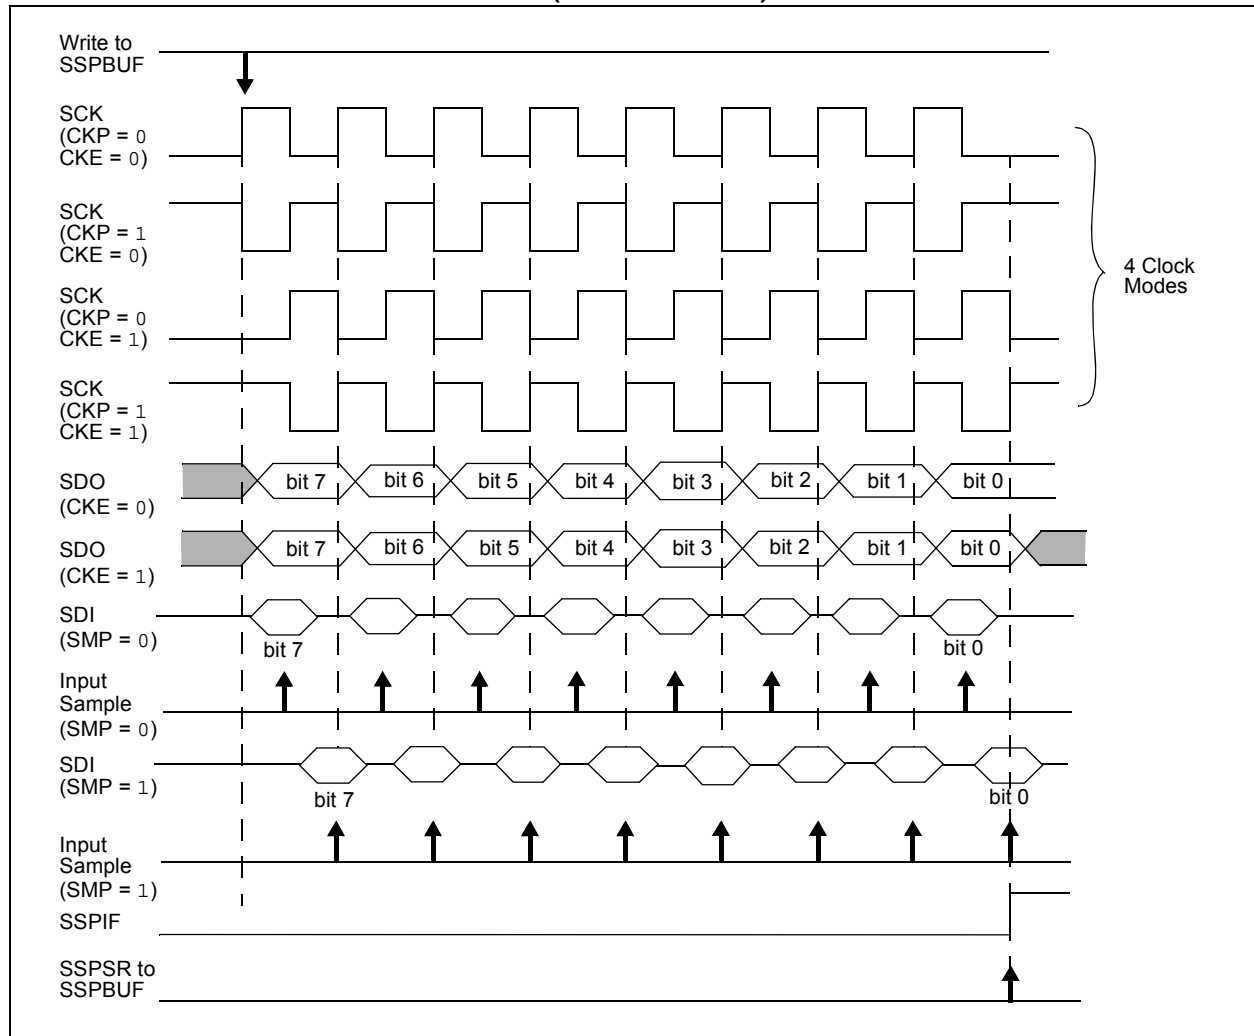 Write to
SSPBUF
SCK
(CKP = 0
CKE = 0)
SCK
(CKP = 1
CKE = 0)
4 Clock
Modes
SCK
(CKP = 0
CKE = 1)
SCK
(CKP = 1
CKE = 1)
SDO
(CKE = 0)
bit 7 bit 6 bit 5 bit 4 bit 3 bit 2 bit 1 bit 0
SDO
(CKE = 1)
bit 7 bit 6 bit 5 bit 4 bit 3 bit 2 bit 1 bit 0
SDI
(SMP = 0)
bit 7 bit 0
Input
Sample
(SMP = 0)
SDI
(SMP = 1)
bit 7 bit 0
Input
Sample
(SMP = 1)
SSPIF
SSPSR to
SSPBUF